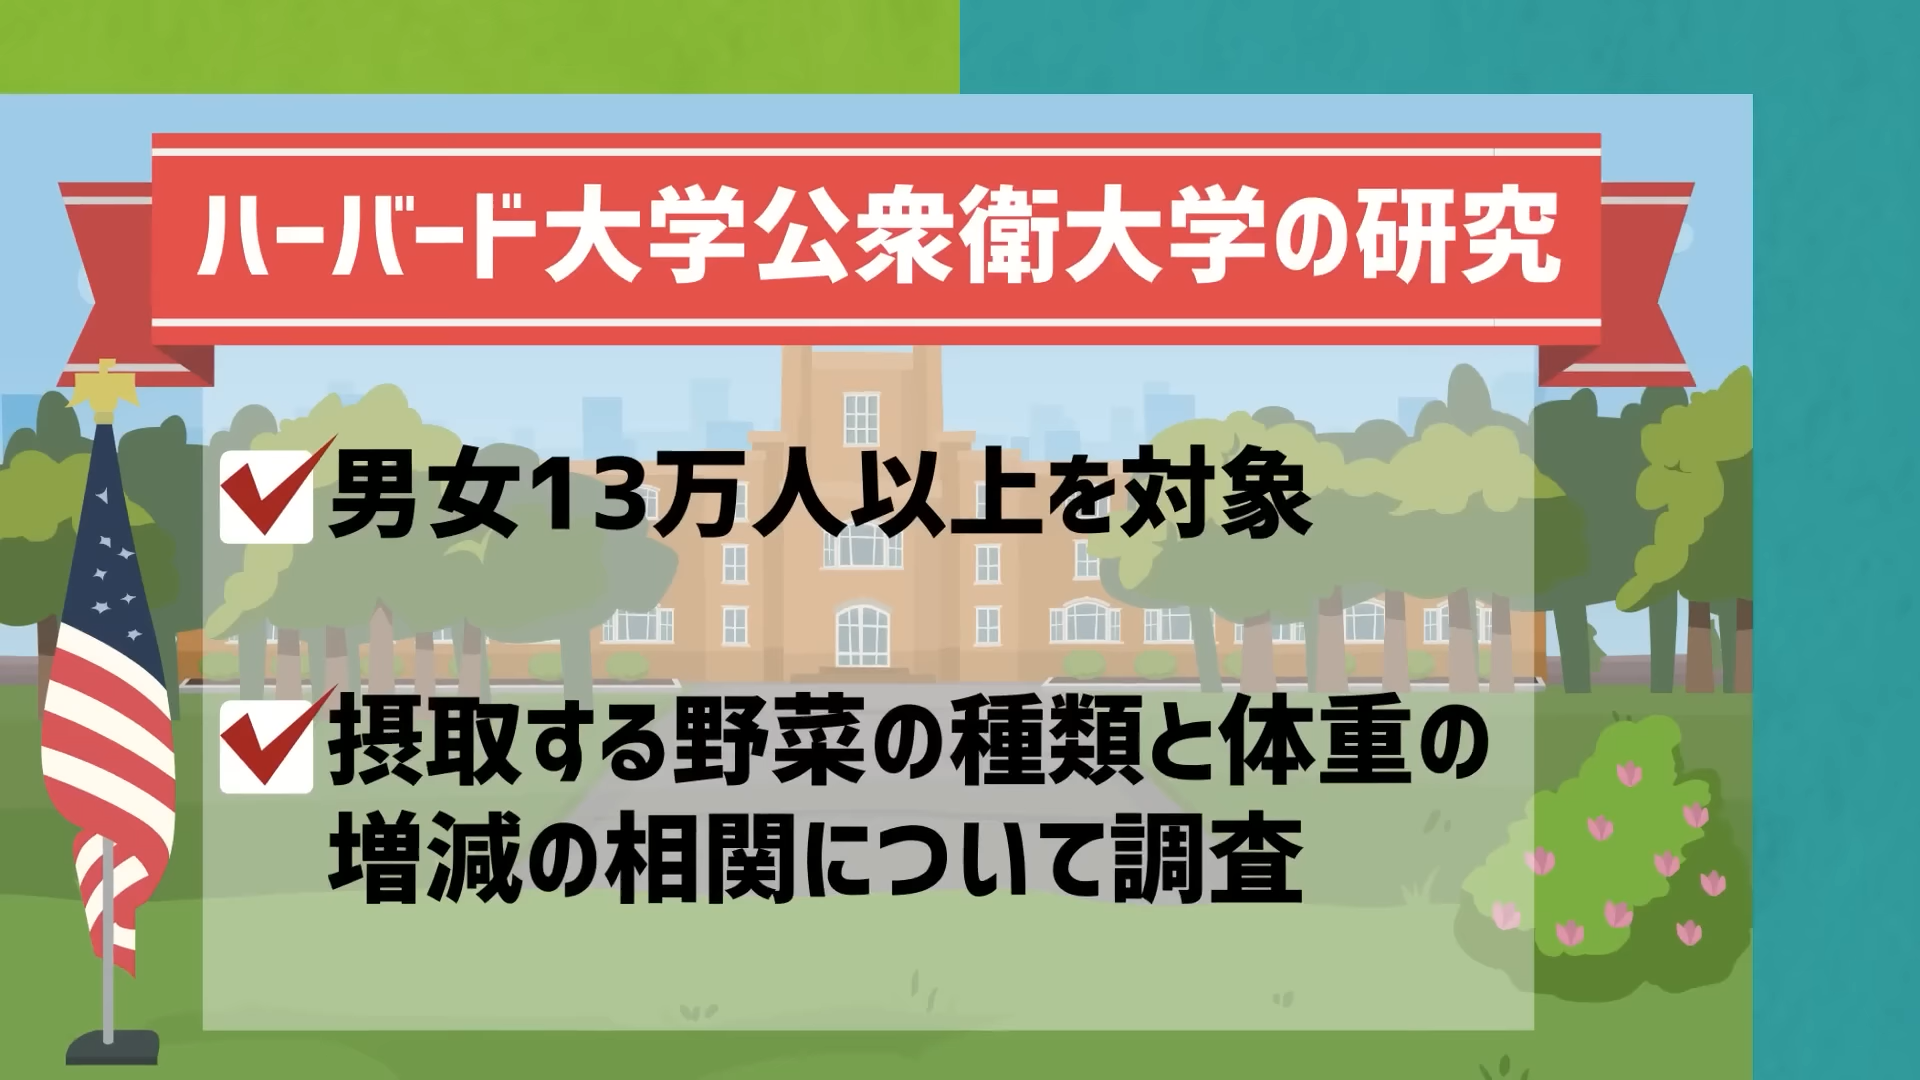 ハーバード大学公衆衛大学の研究
男女13万人以上を対象
摂取する野菜の種類と体重の
増減の相関について調査